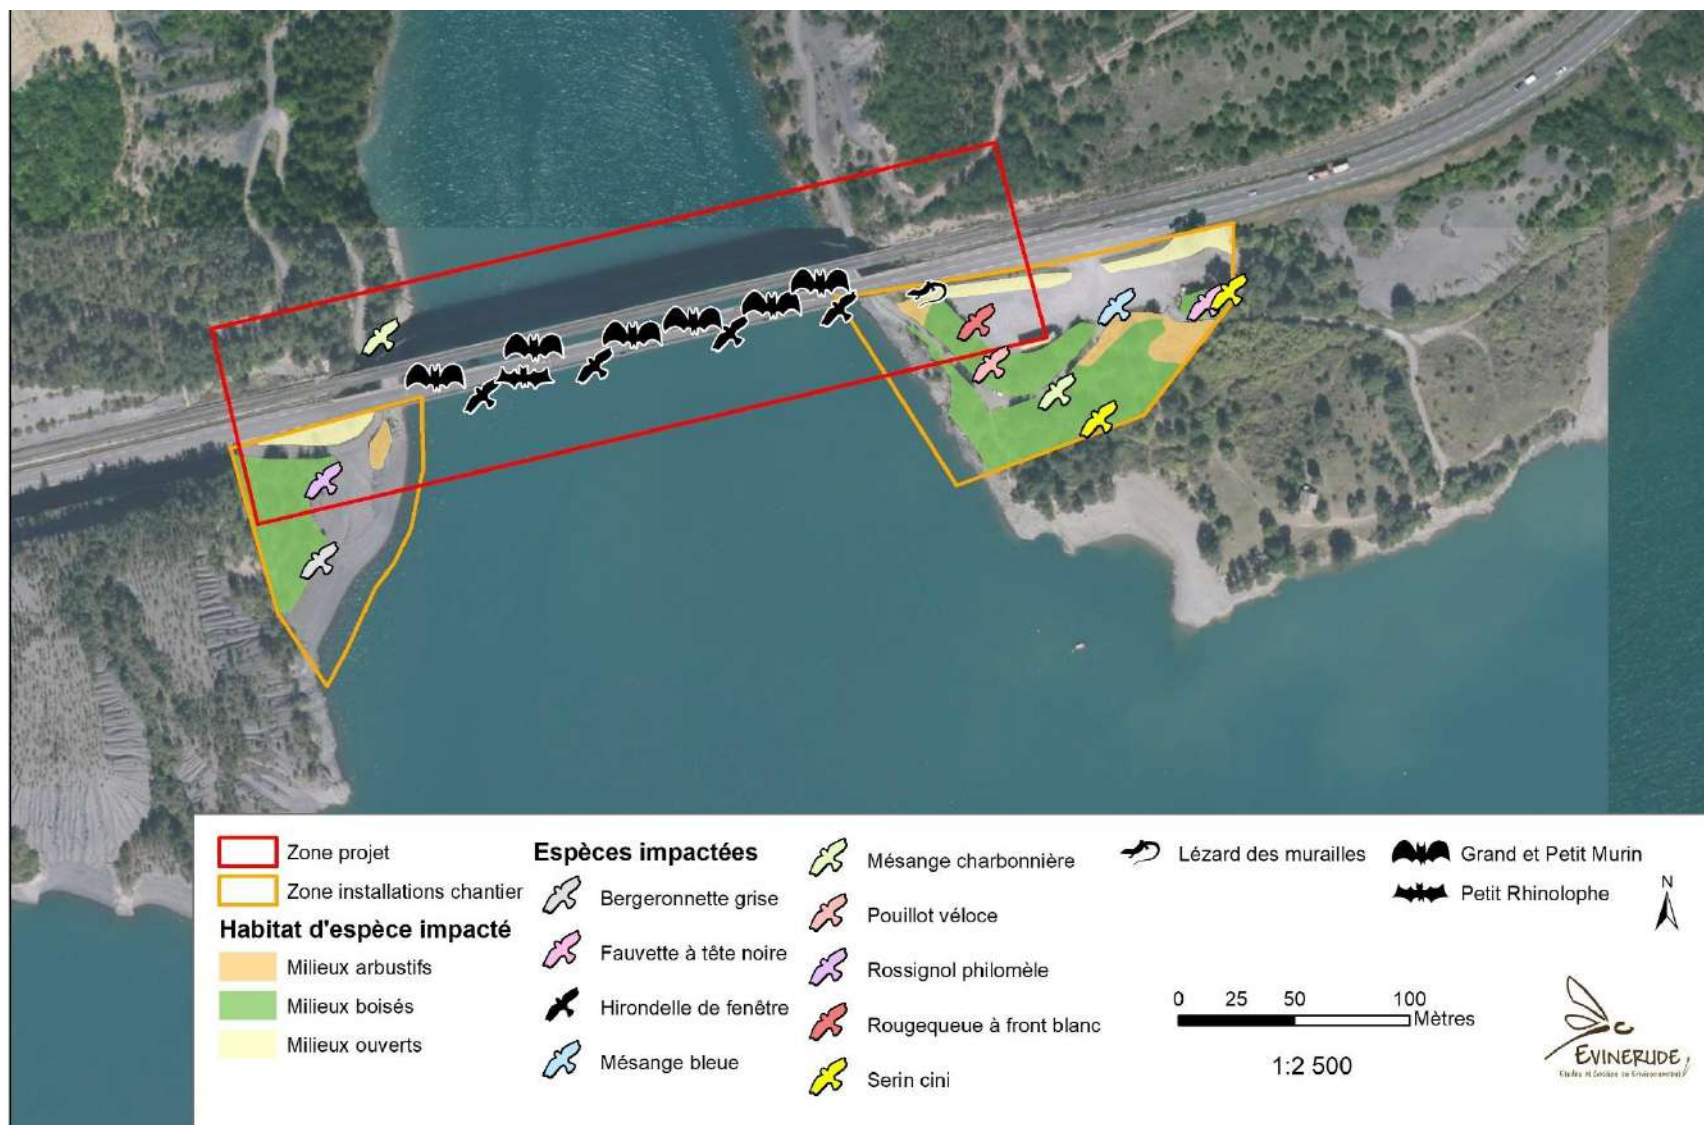 Zone projet
Zone installations chantier
Habitat d'espèce impacté
Milieux arbustifs
Milieux boisés
Milieux ouverts
Espèces impactées
Bergeronnette grise
Fauvette à tête noire
Hirondelle de fenêtre
Mésange bleue
Mésange charbonnière
Pouillot véloce
Rossignol philomèle
Rougequeue à front blanc
Serin cini
Lézard des murailles
Grand et Petit Murin
Petit Rhinolophe
N
0 25 50 100
Mètres
1:2 500
EVINERUDE